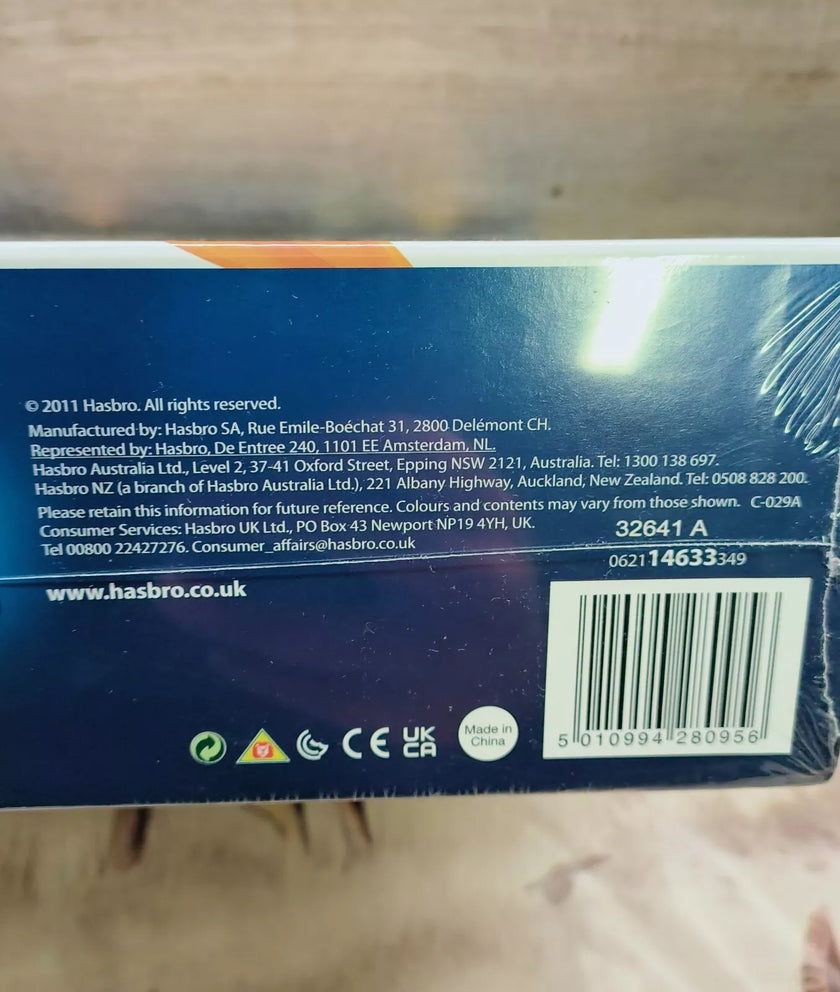 © 2011 Hasbro. All rights reserved.
Manufactured by: Hasbro SA, Rue Emile-Boéchat 31, 2800 Delémont CH.
Represented by: Hasbro, De Entree 240, 1101 EE Amsterdam, NL.
Hasbro Australia Ltd., Level 2, 37-41 Oxford Street, Epping NSW 2121, Australia. Tel: 1300 138 697.
Hasbro NZ (a branch of Hasbro Australia Ltd.), 221 Albany Highway, Auckland, New Zealand. Tel: 0508 828 200.
Please retain this information for future reference. Colours and contents may vary from those shown. C-029A
Consumer Services: Hasbro UK Ltd., PO Box 43 Newport NP19 4YH, UK.
Tel 00800 22427276. Consumer_affairs@hasbro.co.uk
32641 A
062114633349
www.hasbro.co.uk
CE
UK
CA
Made in
China
5 010994 280956